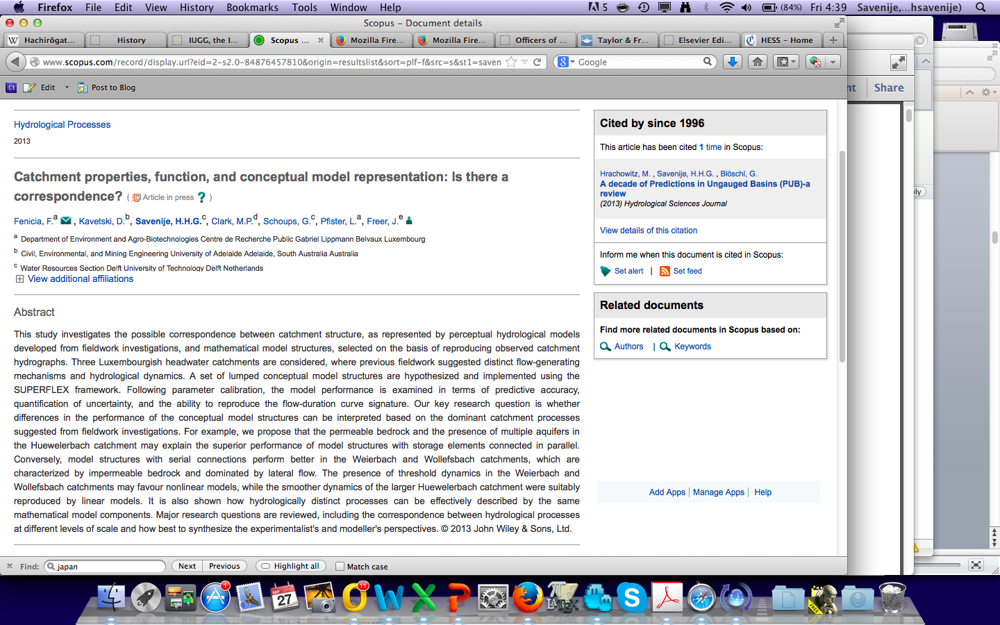 Firefox File Edit View History Bookmarks Tools Window Help 5 (84%) Fri 4:39 Savenije,...hsavenije)
Scopus – Document details
Hachirōgat... History IUGG, the I... Scopus ... Mozilla Fire... Mozilla Fire... Officers of ... Taylor & Fr... Elsevier Edi... HESS – Home
www.scopus.com/record/display.url?eid=2-s2.0-84876457810&origin=resultslist&sort=plf-f&src=s&st1=saven Google
Edit Post to Blog
nt Share
Hydrological Processes
2013
Catchment properties, function, and conceptual model representation: Is there a
correspondence? ( Article in press ? )
Fenicia, F.a , Kavetski, D.b, Savenije, H.H.G.c, Clark, M.P.d, Schoups, G.c, Pfister, L.a, Freer, J.e
a Department of Environment and Agro-Biotechnologies Centre de Recherche Public Gabriel Lippmann Belvaux Luxembourg
b Civil, Environmental, and Mining Engineering University of Adelaide Adelaide, South Australia Australia
c Water Resources Section Delft University of Technology Delft Netherlands
View additional affiliations
Abstract
This study investigates the possible correspondence between catchment structure, as represented by perceptual hydrological models
developed from fieldwork investigations, and mathematical model structures, selected on the basis of reproducing observed catchment
hydrographs. Three Luxembourgish headwater catchments are considered, where previous fieldwork suggested distinct flow-generating
mechanisms and hydrological dynamics. A set of lumped conceptual model structures are hypothesized and implemented using the
SUPERFLEX framework. Following parameter calibration, the model performance is examined in terms of predictive accuracy,
quantification of uncertainty, and the ability to reproduce the flow-duration curve signature. Our key research question is whether
differences in the performance of the conceptual model structures can be interpreted based on the dominant catchment processes
suggested from fieldwork investigations. For example, we propose that the permeable bedrock and the presence of multiple aquifers in
the Huewelerbach catchment may explain the superior performance of model structures with storage elements connected in parallel.
Conversely, model structures with serial connections perform better in the Weierbach and Wollefsbach catchments, which are
characterized by impermeable bedrock and dominated by lateral flow. The presence of threshold dynamics in the Weierbach and
Wollefsbach catchments may favour nonlinear models, while the smoother dynamics of the larger Huewelerbach catchment were suitably
reproduced by linear models. It is also shown how hydrologically distinct processes can be effectively described by the same
mathematical model components. Major research questions are reviewed, including the correspondence between hydrological processes
at different levels of scale and how best to synthesize the experimentalist's and modeller's perspectives. © 2013 John Wiley & Sons, Ltd.
Cited by since 1996
This article has been cited 1 time in Scopus:
Hrachowitz, M. , Savenije, H.H.G. , Blöschl, G.
A decade of Predictions in Ungauged Basins (PUB)-a
review
(2013) Hydrological Sciences Journal
View details of this citation
Inform me when this document is cited in Scopus:
Set alert | Set feed
Related documents
Find more related documents in Scopus based on:
Authors | Keywords
Add Apps | Manage Apps | Help
ply
Find: japan Next Previous Highlight all Match case
1 SEP 27 11 FREE